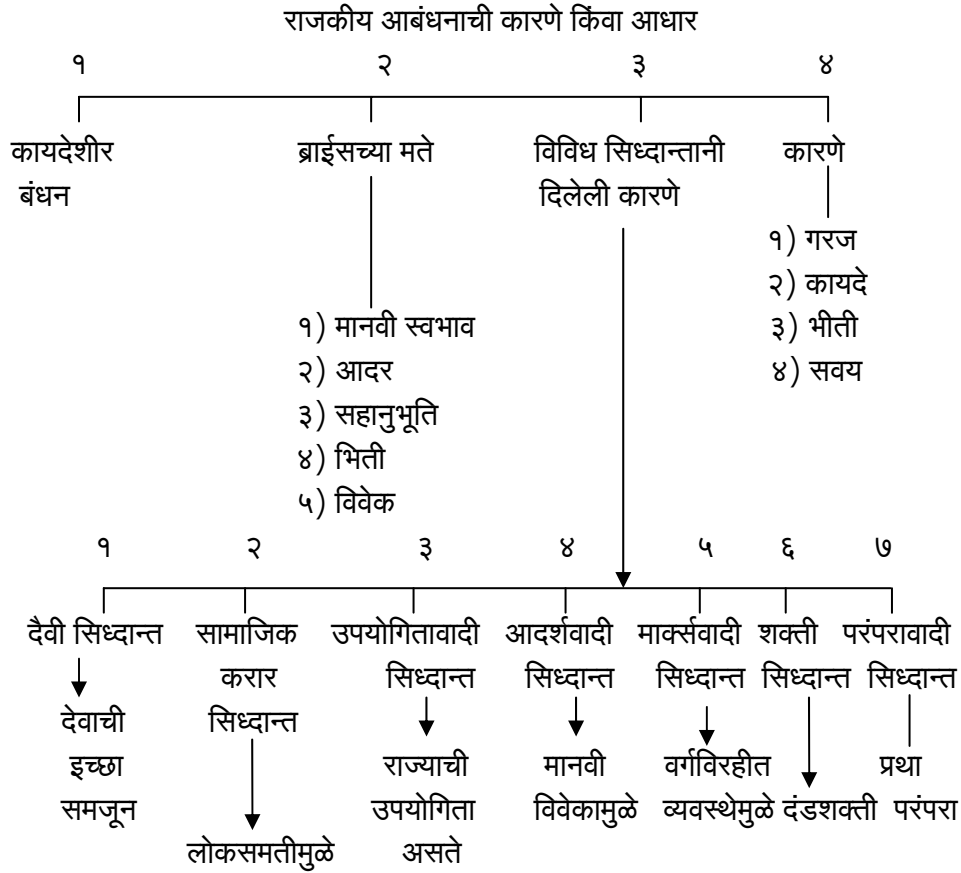 राजकीय आबंधनाची कारणे किंवा आधार
१ २ ३ ४
कायदेशीर ब्राईसच्या मते विविध सिध्दान्तानी कारणे
बंधन दिलेली कारणे
१) गरज
२) कायदे
३) भीती
४) सवय
१) मानवी स्वभाव
२) आदर
३) सहानुभूति
४) भिती
५) विवेक
१ २ ३ ४ ५ ६ ७
दैवी सिध्दान्त सामाजिक उपयोगितावादी आदर्शवादी मार्क्सवादी शक्ती परंपरावादी
करार सिध्दान्त सिध्दान्त सिध्दान्त सिध्दान्त सिध्दान्त
देवाची सिध्दान्त
इच्छा राज्याची मानवी वर्गविरहीत प्रथा
समजून उपयोगिता विवेकामुळे व्यवस्थेमुळे दंडशक्ती परंपरा
लोकसमतीमुळे असते